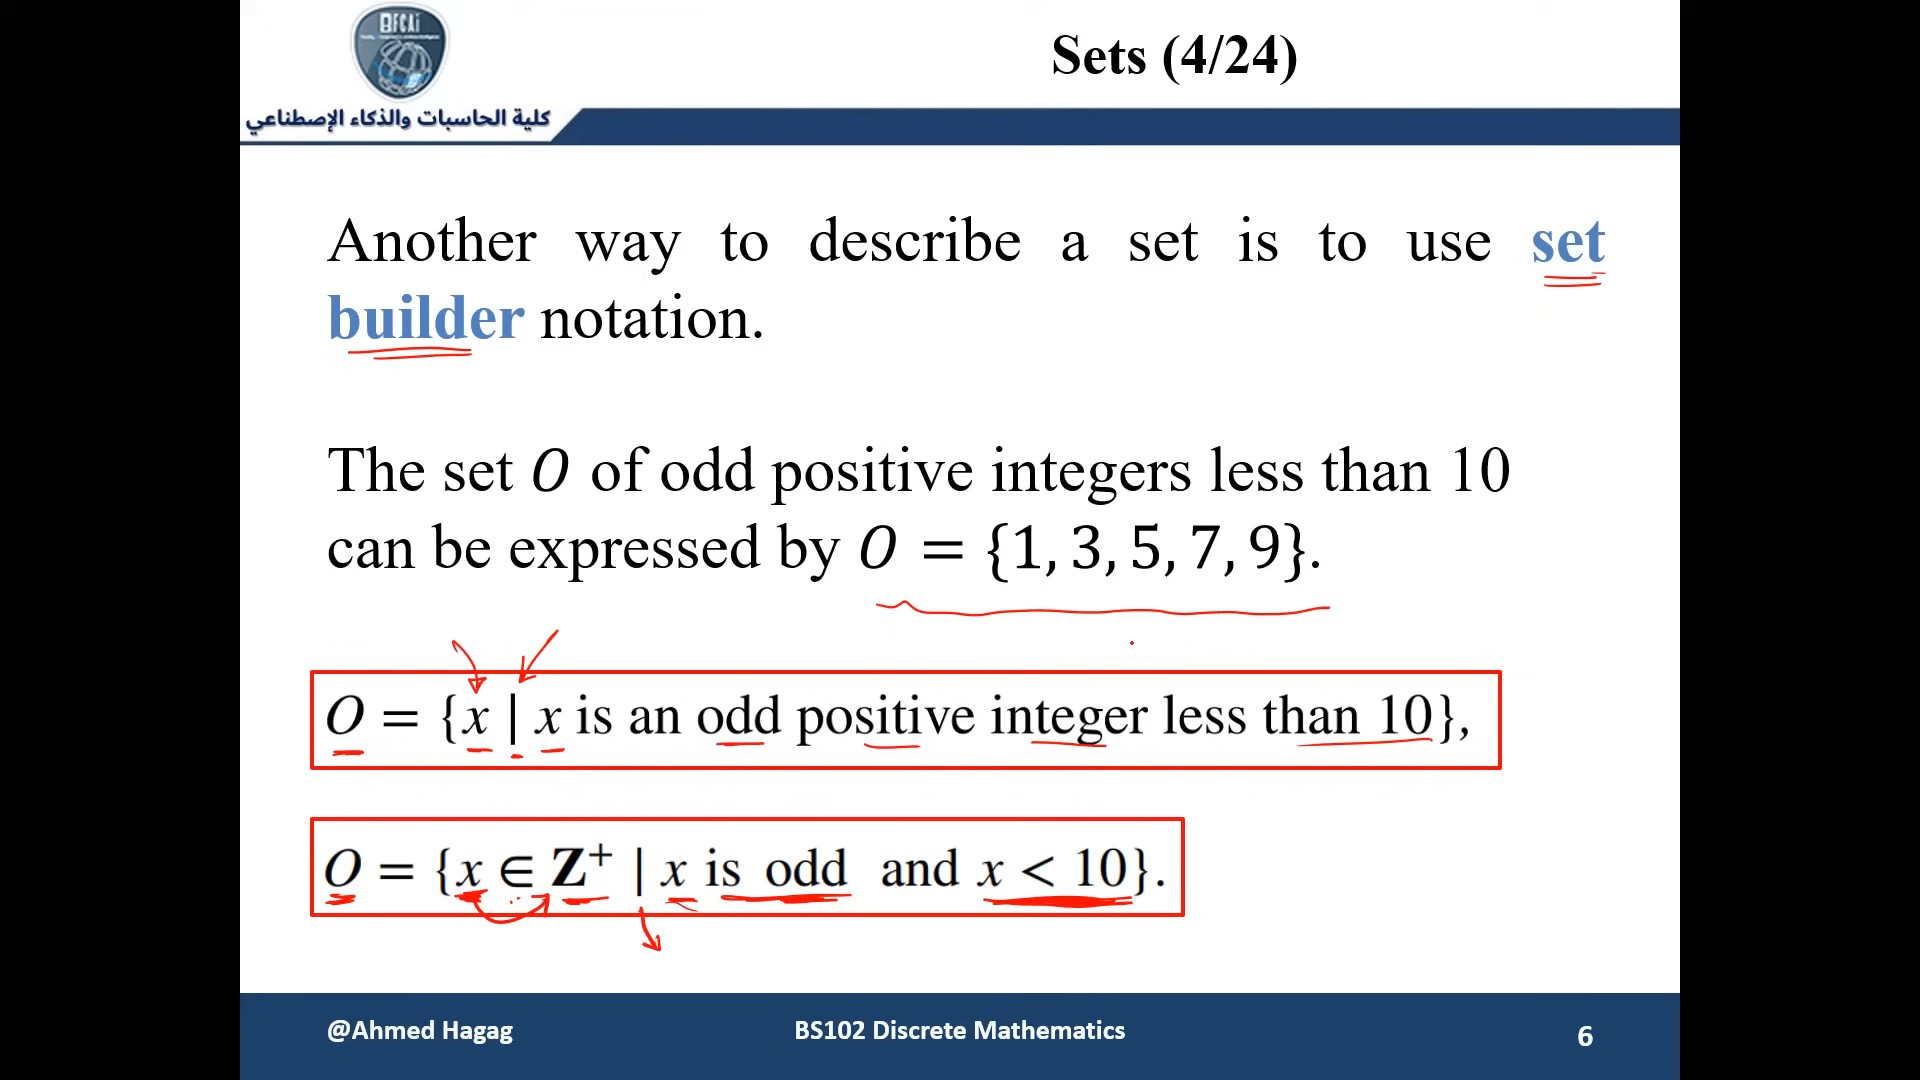 BFCAI
Sets (4/24)
كلية الحاسبات والذكاء الإصطناعي
Another way to describe a set is to use set
builder notation.
The set O of odd positive integers less than 10
can be expressed by O = {1, 3, 5, 7, 9}.
O = {x | x is an odd positive integer less than 10},
O = {x ∈ Z⁺ | x is odd and x < 10}.
@Ahmed Hagag
BS102 Discrete Mathematics
6